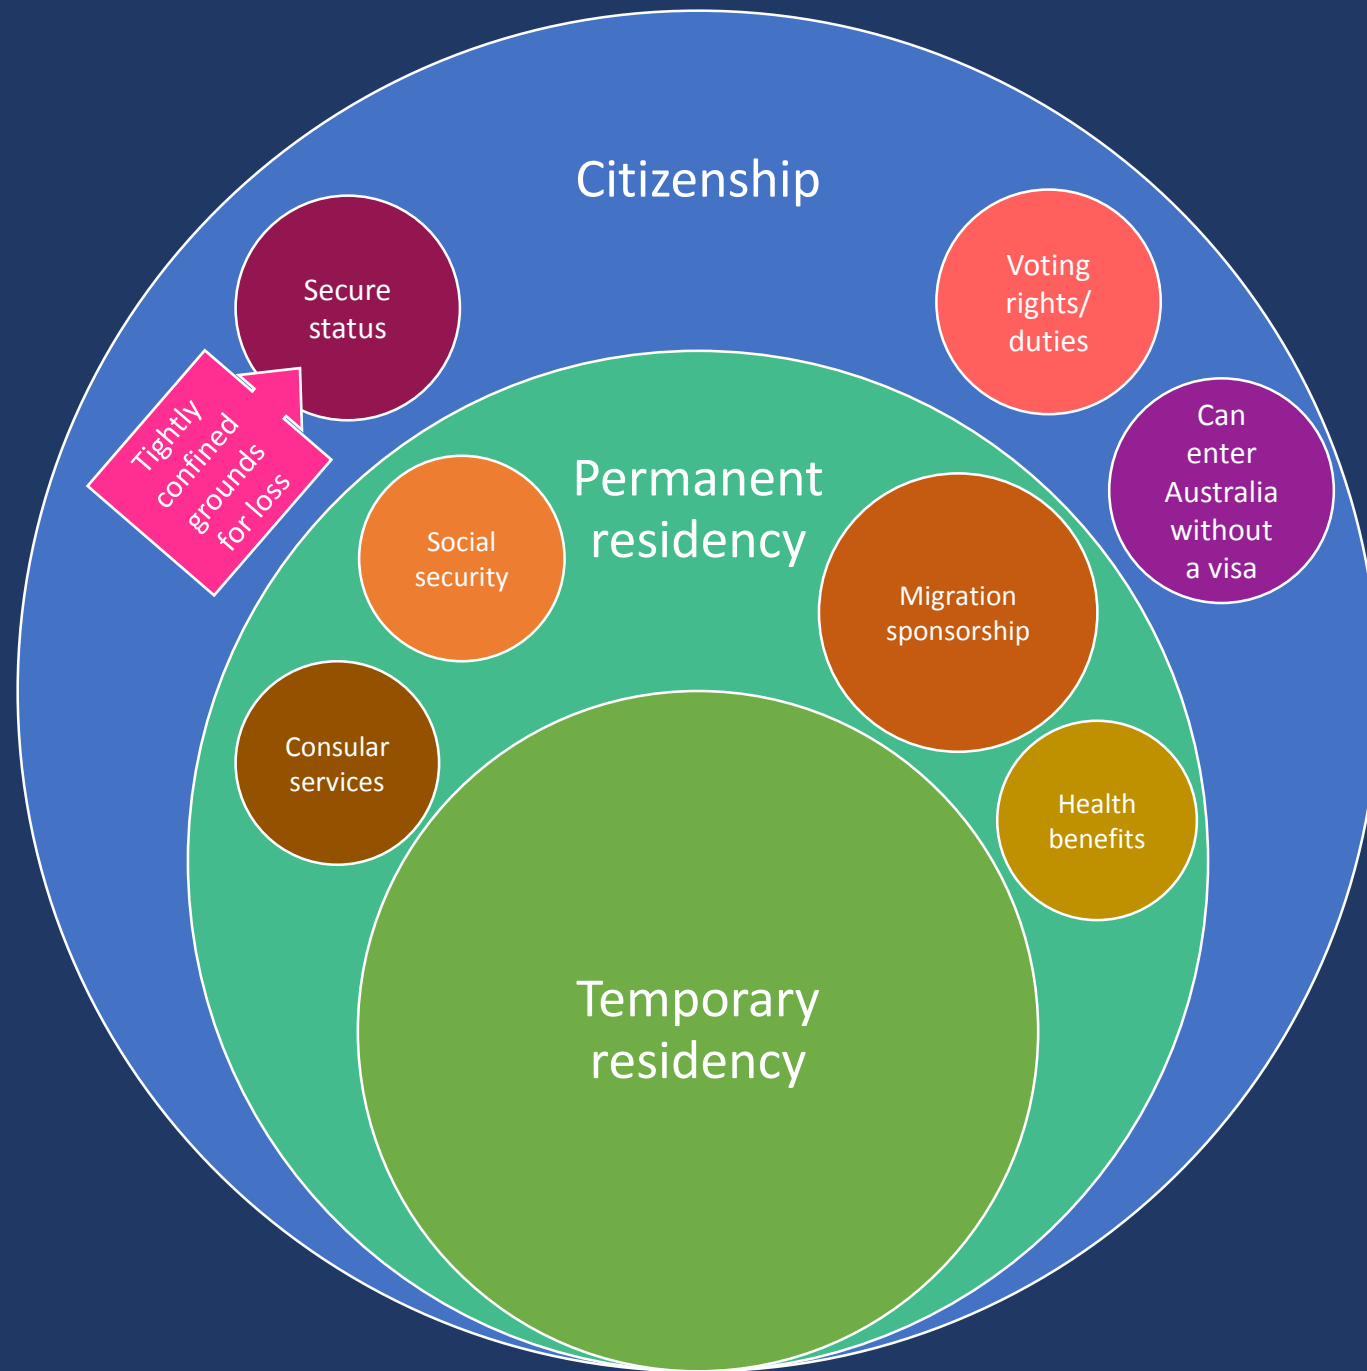 Citizenship
Secure
status
Voting
rights/
duties
Tightly
confined
grounds
for loss
Can
enter
Australia
without
a visa
Permanent
residency
Social
security
Migration
sponsorship
Consular
services
Health
benefits
Temporary
residency